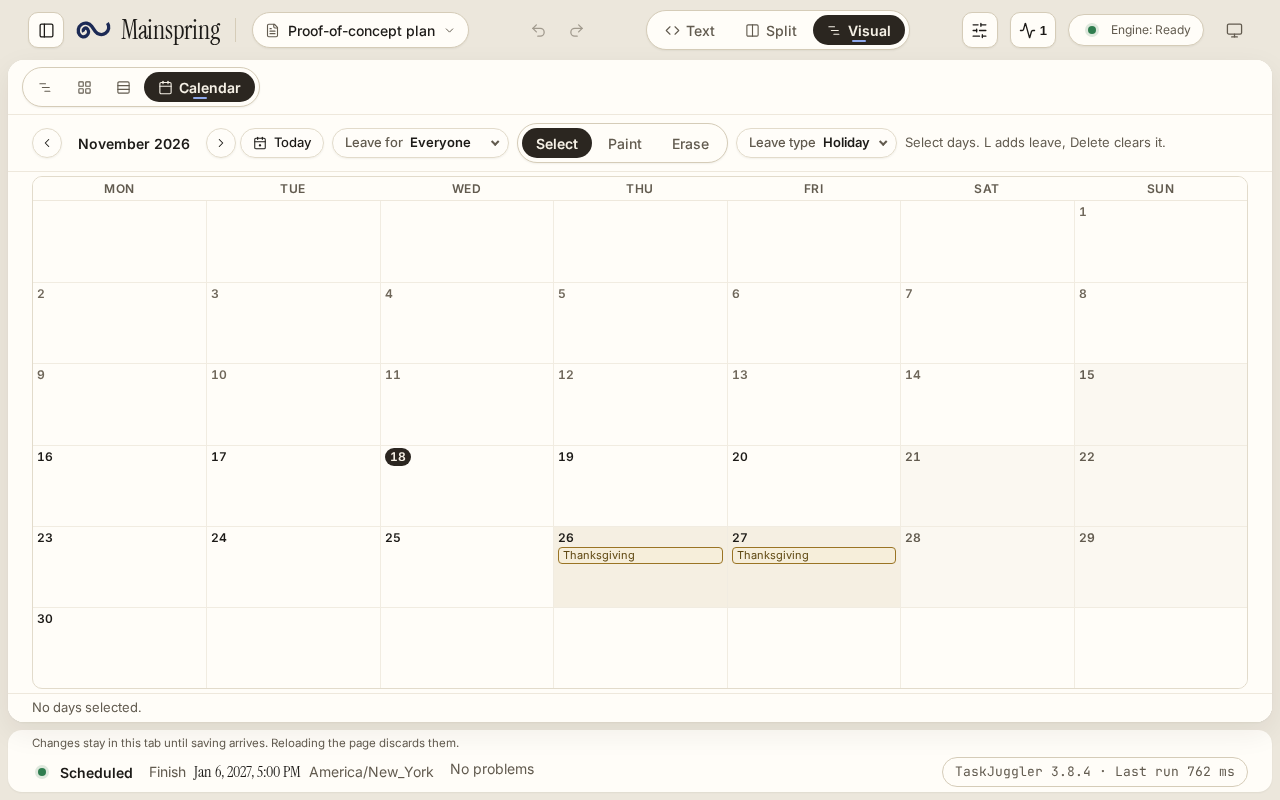 Mainspring
Proof-of-concept plan
Text
Split
Visual
1
Engine: Ready
Calendar
November 2026
Today
Leave for Everyone
Select
Paint
Erase
Leave type Holiday
Select days. L adds leave, Delete clears it.
MON TUE WED THU FRI SAT SUN
1
2 3 4 5 6 7 8
9 10 11 12 13 14 15
16 17 18 19 20 21 22
23 24 25 26 27 28 29
Thanksgiving Thanksgiving
30
No days selected.
Changes stay in this tab until saving arrives. Reloading the page discards them.
Scheduled Finish Jan 6, 2027, 5:00 PM America/New_York No problems
TaskJuggler 3.8.4 · Last run 762 ms